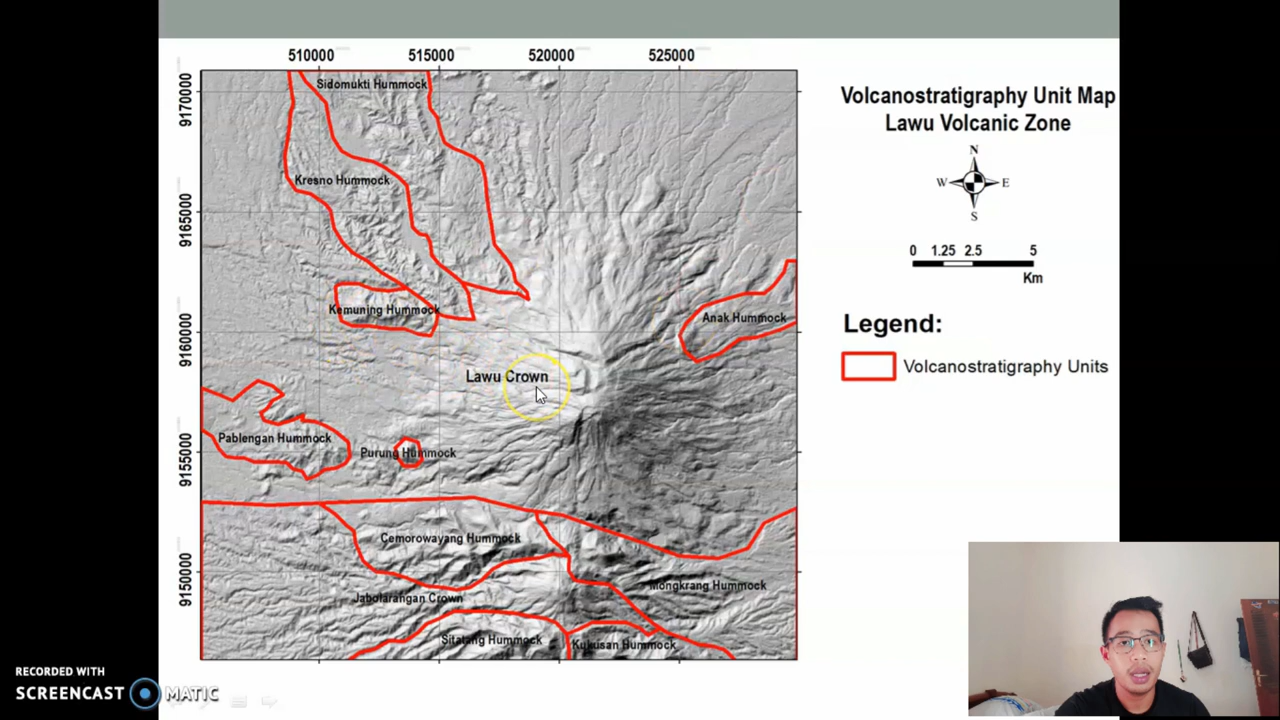 510000
515000
520000
525000
9170000
9165000
9160000
9155000
9150000
Sidomukti Hummock
Kresno Hummock
Kemuning Hummock
Anak Hummock
Lawu Crown
Pablengan Hummock
Purung Hummock
Cemorowayang Hummock
Mongkrang Hummock
Jabolarangan Crown
Sitatang Hummock
Kukusan Hummock
Volcanostratigraphy Unit Map
Lawu Volcanic Zone
N
W E
S
0 1.25 2.5 5
Km
Legend:
Volcanostratigraphy Units
RECORDED WITH
SCREENCAST MATIC